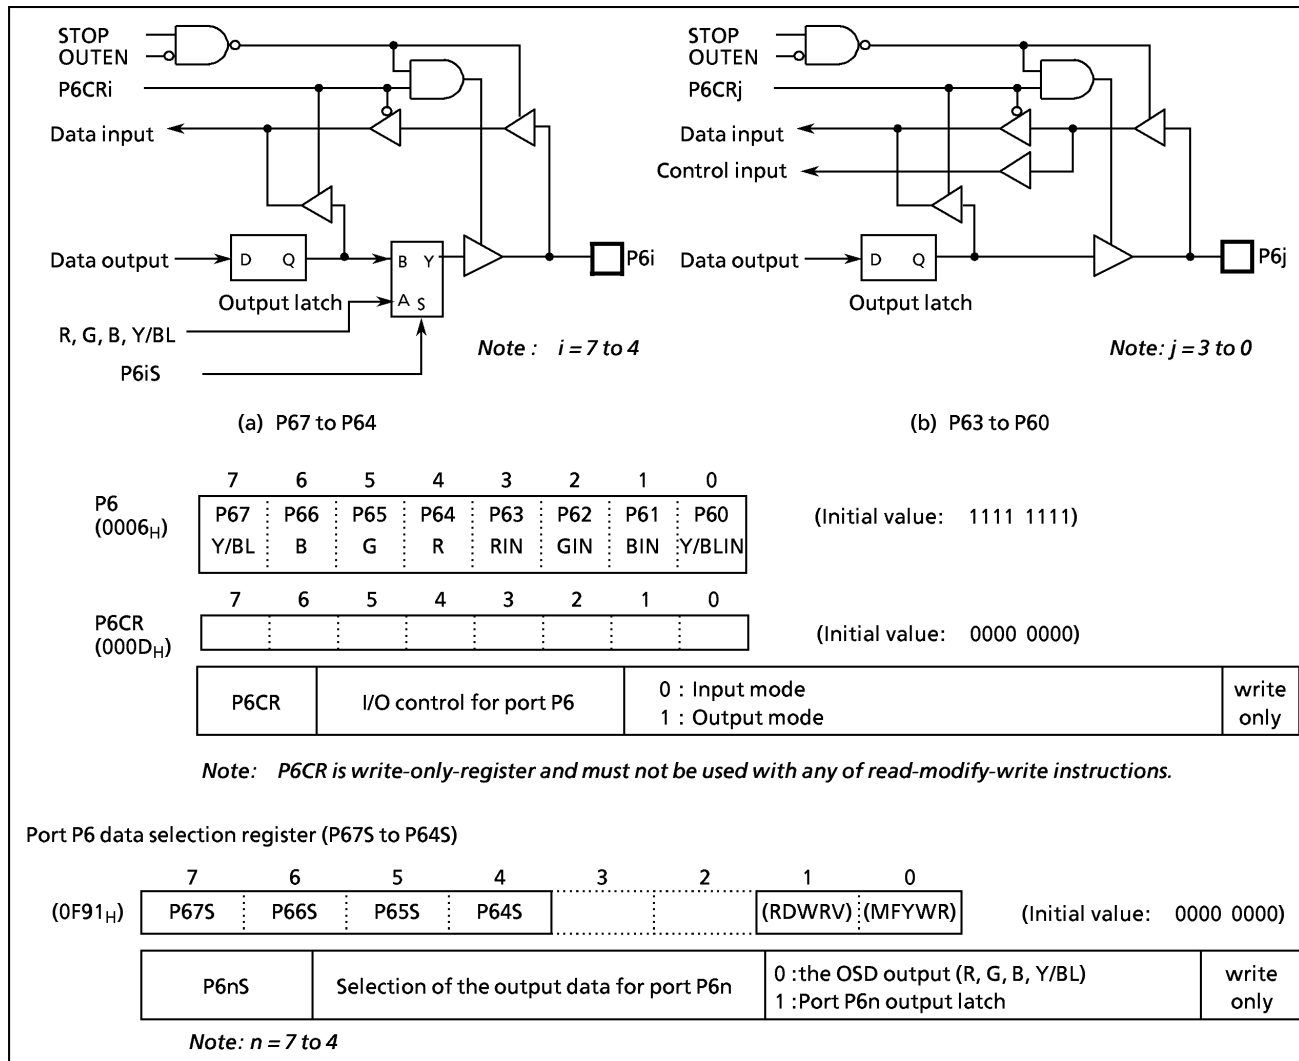 STOP
OUTEN
P6CRi
Data input
Data output
D Q
Output latch
B Y
A S
R, G, B, Y/BL
P6iS
P6i
Note : i = 7 to 4
(a) P67 to P64
STOP
OUTEN
P6CRj
Data input
Control input
Data output
D Q
Output latch
P6j
Note: j = 3 to 0
(b) P63 to P60
7 6 5 4 3 2 1 0
P6
(0006H)
P67 P66 P65 P64 P63 P62 P61 P60
Y/BL B G R RIN GIN BIN Y/BLIN
(Initial value: 1111 1111)
7 6 5 4 3 2 1 0
P6CR
(000DH)
(Initial value: 0000 0000)
P6CR
I/O control for port P6
0 : Input mode
1 : Output mode
write
only
Note: P6CR is write-only-register and must not be used with any of read-modify-write instructions.
Port P6 data selection register (P67S to P64S)
7 6 5 4 3 2 1 0
(0F91H)
P67S P66S P65S P64S (RDWRV) (MFYWR)
(Initial value: 0000 0000)
P6nS
Selection of the output data for port P6n
0 :the OSD output (R, G, B, Y/BL)
1 :Port P6n output latch
write
only
Note: n = 7 to 4